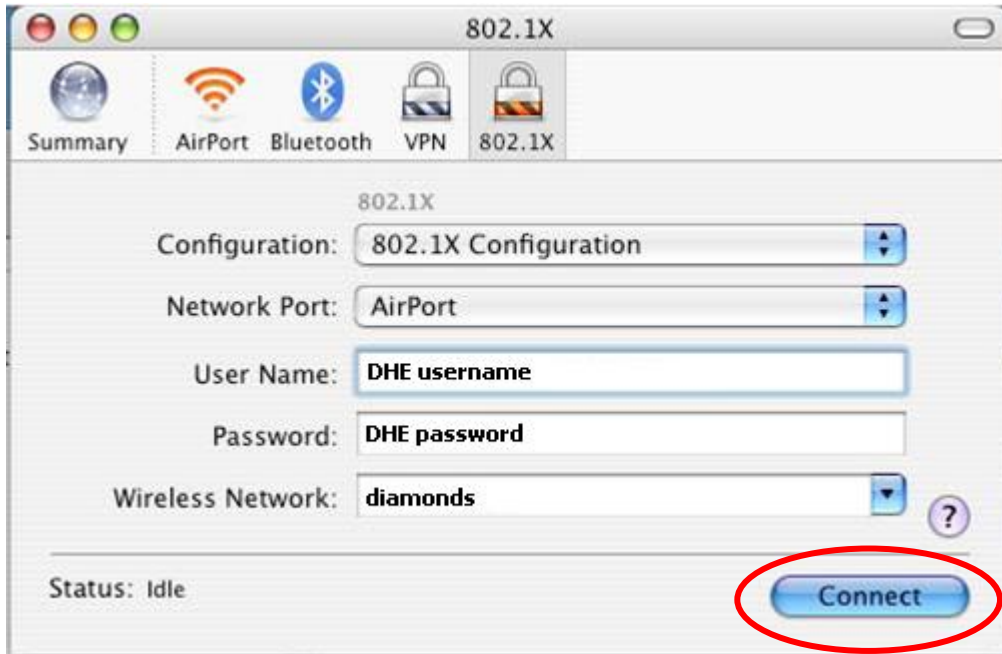 802.1X
Summary AirPort Bluetooth VPN 802.1X
802.1X
Configuration: 802.1X Configuration
Network Port: AirPort
User Name: DHE username
Password: DHE password
Wireless Network: diamonds
?
Status: Idle
Connect